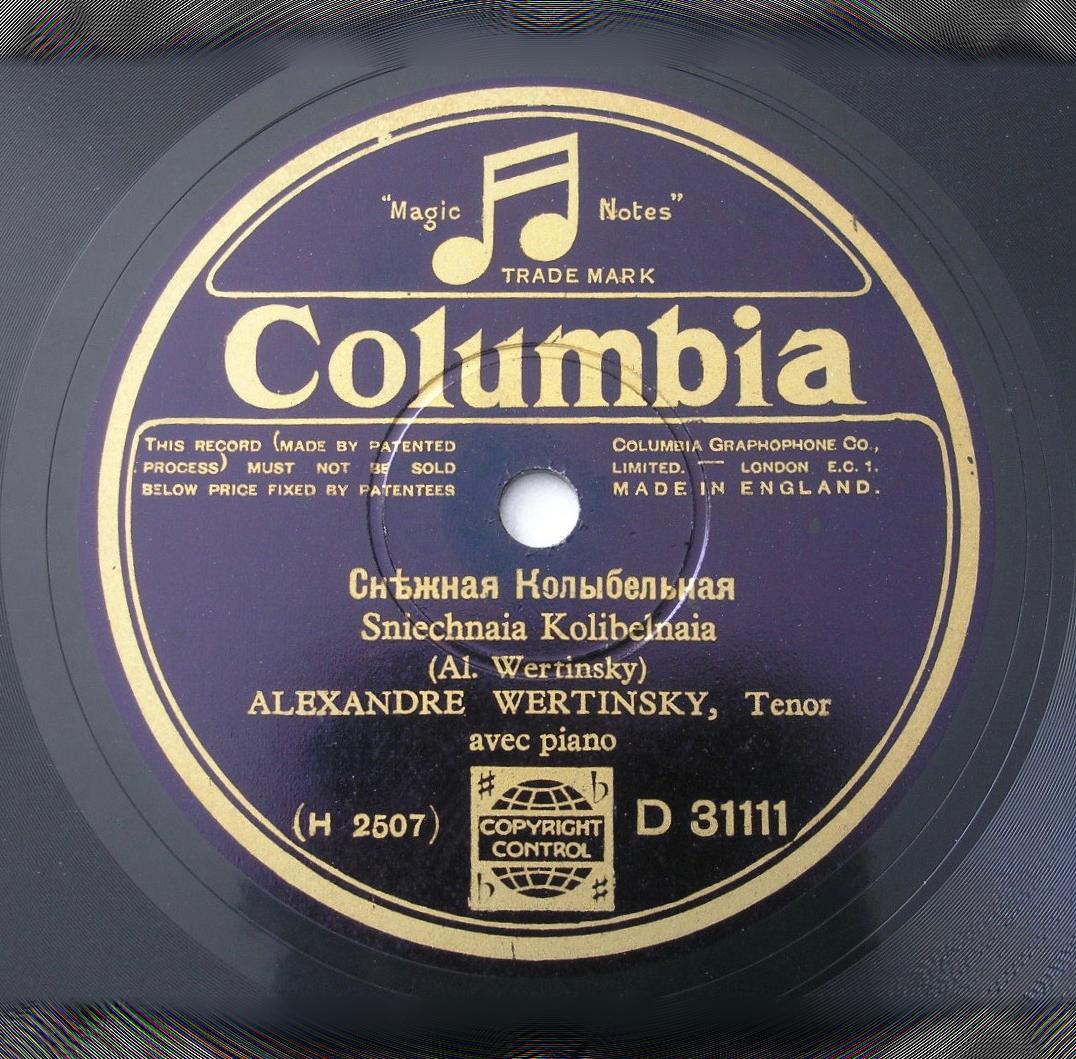 “Magic Notes”
TRADE MARK
Columbia
THIS RECORD (MADE BY PATENTED
PROCESS) MUST NOT BE SOLD
BELOW PRICE FIXED BY PATENTEES
COLUMBIA GRAPHOPHONE CO.,
LIMITED. — LONDON E.C.1.
MADE IN ENGLAND.
Снѣжная Колыбельная
Sniechnaia Kolibelnaia
(Al. Wertinsky)
ALEXANDRE WERTINSKY, Tenor
avec piano
(H 2507)
♯ ♭
COPYRIGHT
CONTROL
♭ ♯
D 31111